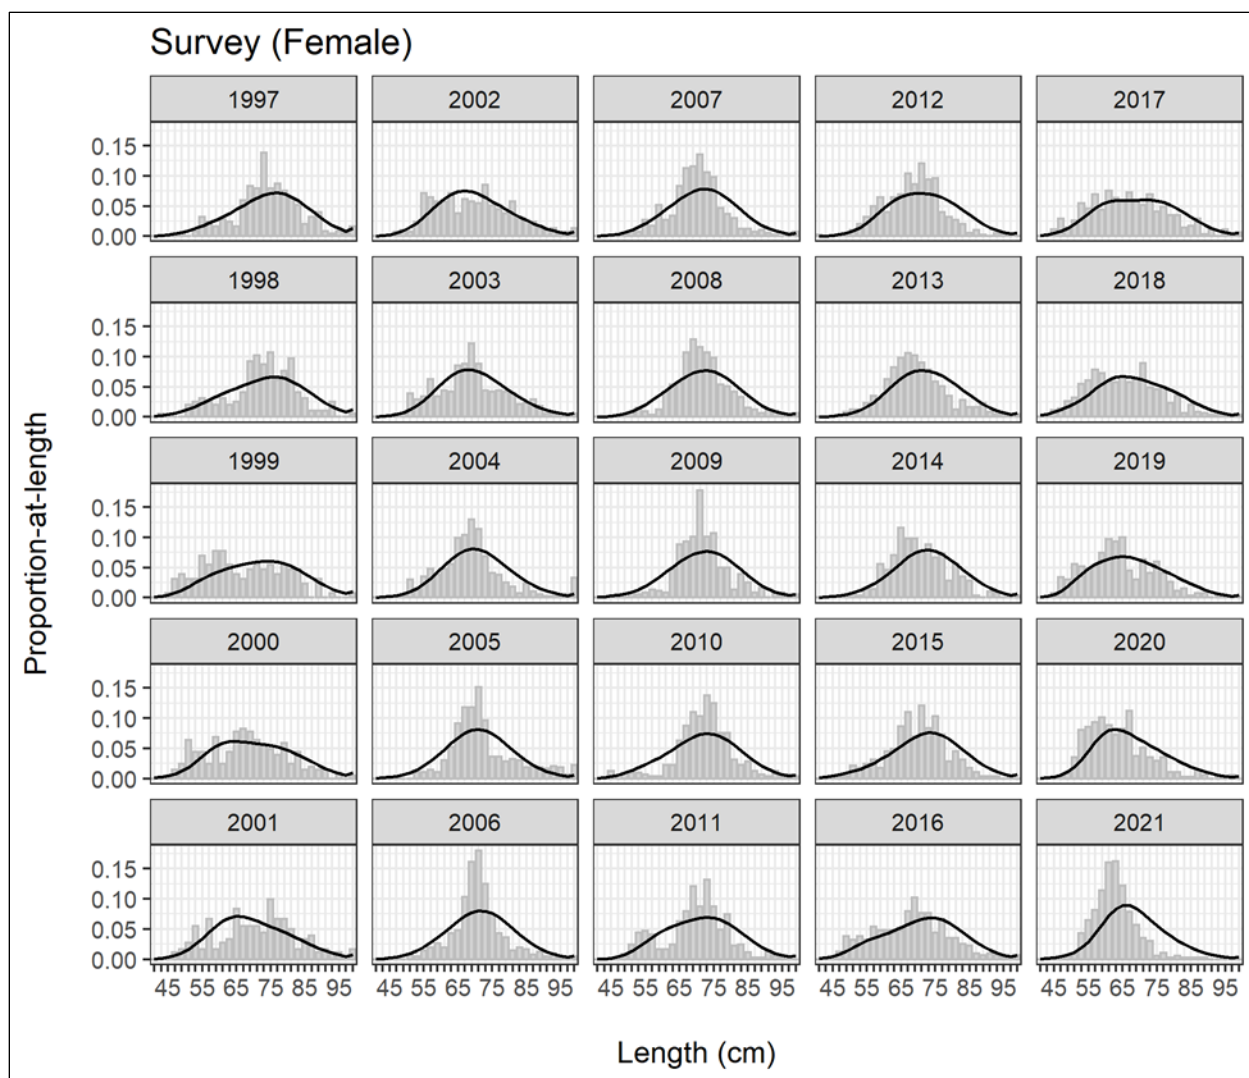 Survey (Female)
1997 2002 2007 2012 2017
0.15
0.10
0.05
0.00
1998 2003 2008 2013 2018
0.15
0.10
0.05
0.00
1999 2004 2009 2014 2019
0.15
0.10
0.05
0.00
2000 2005 2010 2015 2020
0.15
0.10
0.05
0.00
2001 2006 2011 2016 2021
0.15
0.10
0.05
0.00
45 55 65 75 85 95 45 55 65 75 85 95 45 55 65 75 85 95 45 55 65 75 85 95 45 55 65 75 85 95
Length (cm)
Proportion-at-length